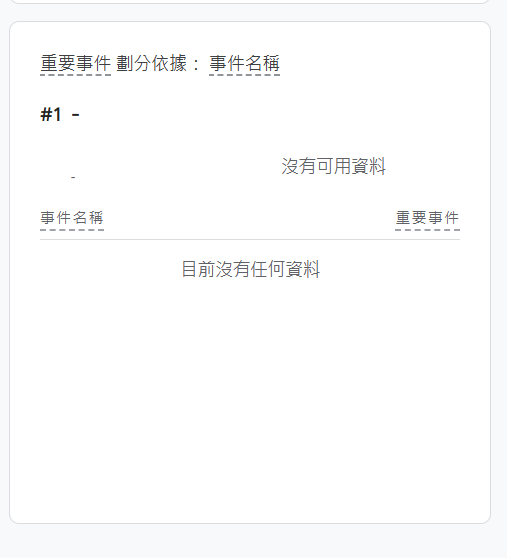 重要事件 劃分依據： 事件名稱
#1 -
沒有可用資料
-
事件名稱 重要事件
目前沒有任何資料